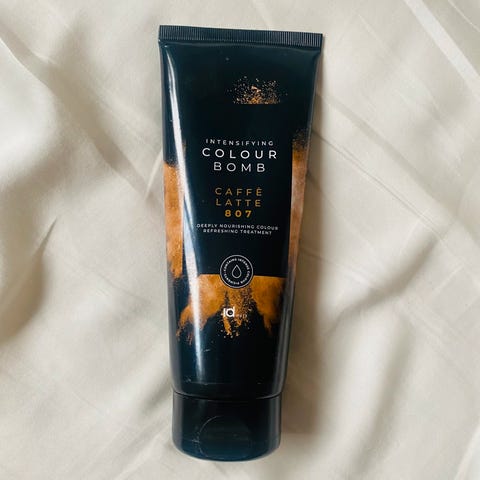 INTENSIFYING
COLOUR
BOMB
CAFFÈ
LATTE
807
DEEPLY NOURISHING COLOUR
REFRESHING TREATMENT
id